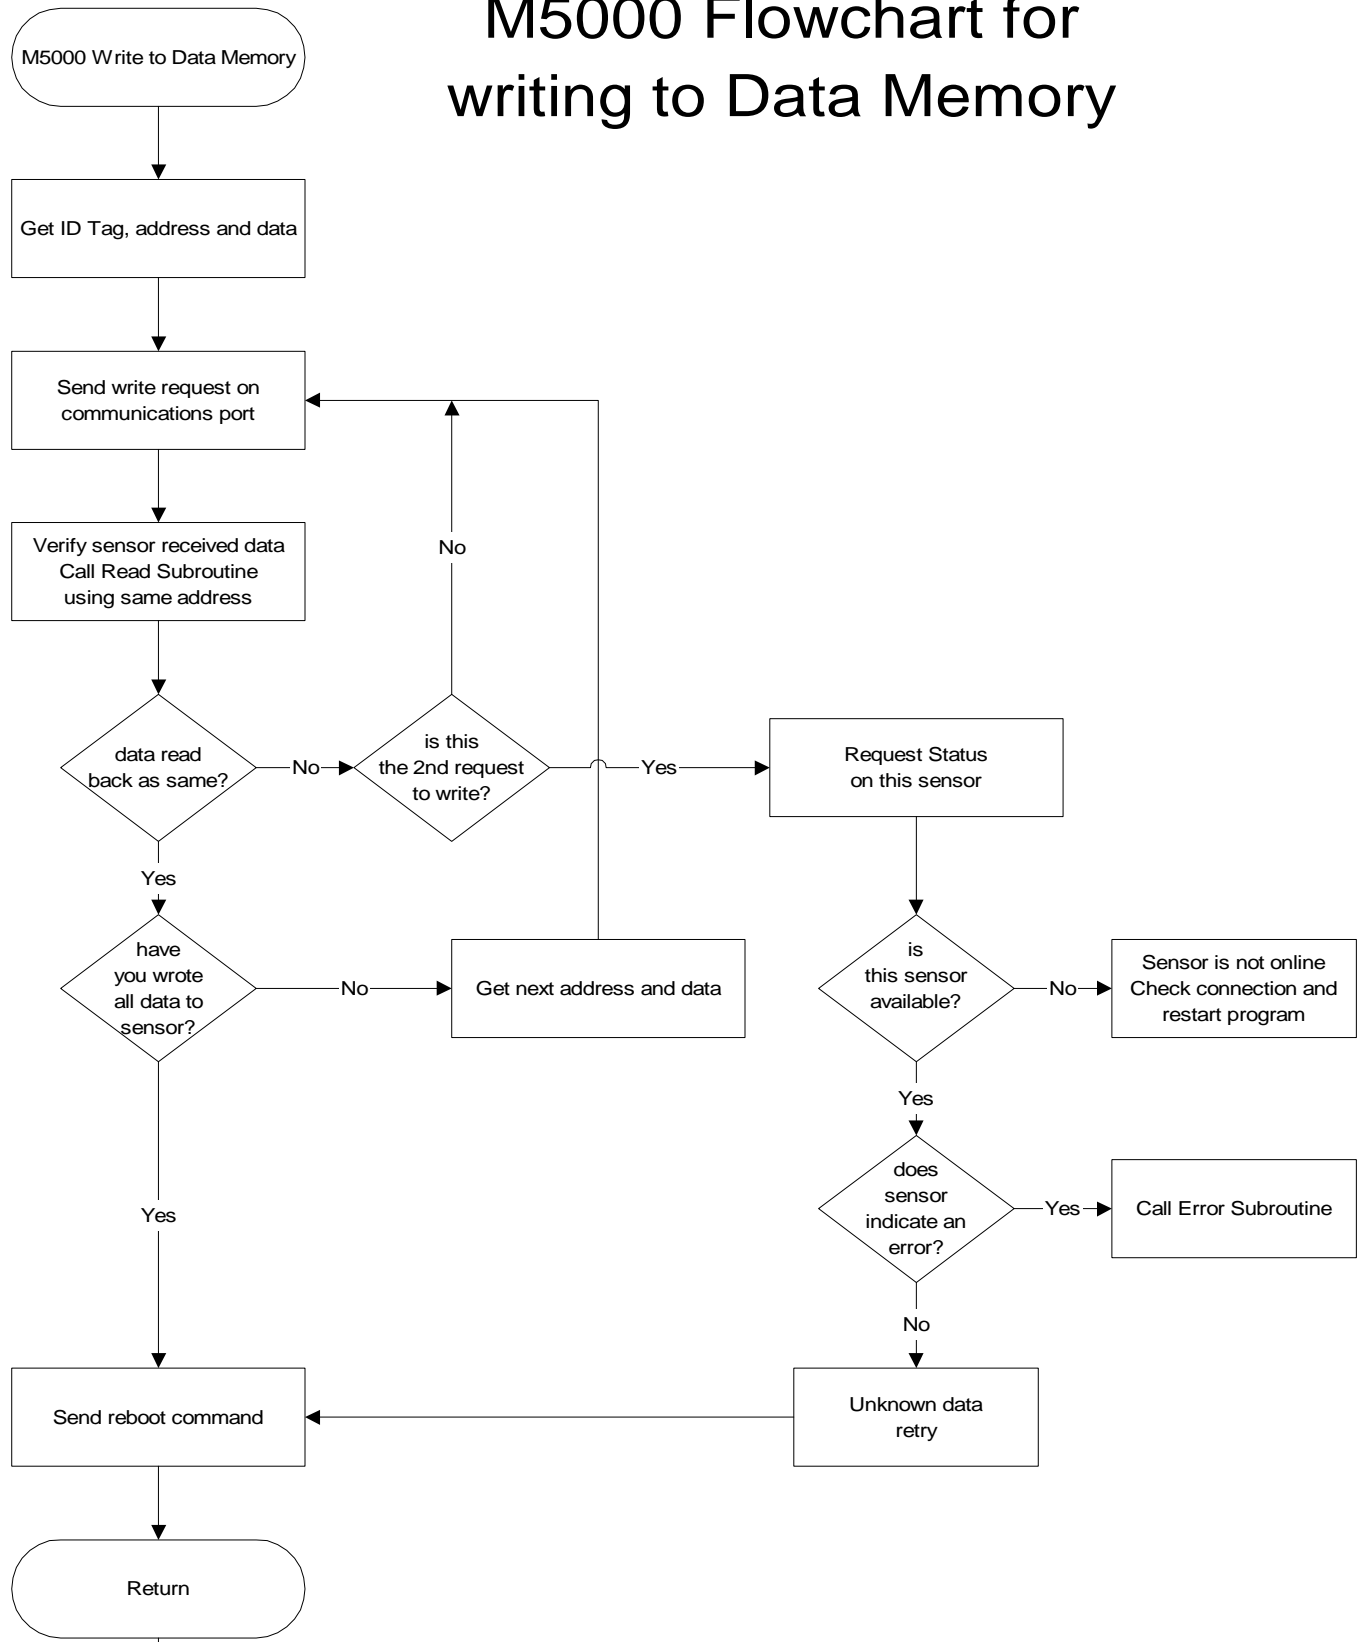 M5000 Flowchart for
writing to Data Memory
M5000 Write to Data Memory
Get ID Tag, address and data
Send write request on
communications port
Verify sensor received data
Call Read Subroutine
using same address
No
data read
back as same?
No
is this
the 2nd request
to write?
Yes
Request Status
on this sensor
Yes
have
you wrote
all data to
sensor?
No
Get next address and data
is
this sensor
available?
No
Sensor is not online
Check connection and
restart program
Yes
does
sensor
indicate an
error?
Yes
Call Error Subroutine
Yes
No
Send reboot command
Unknown data
retry
Return